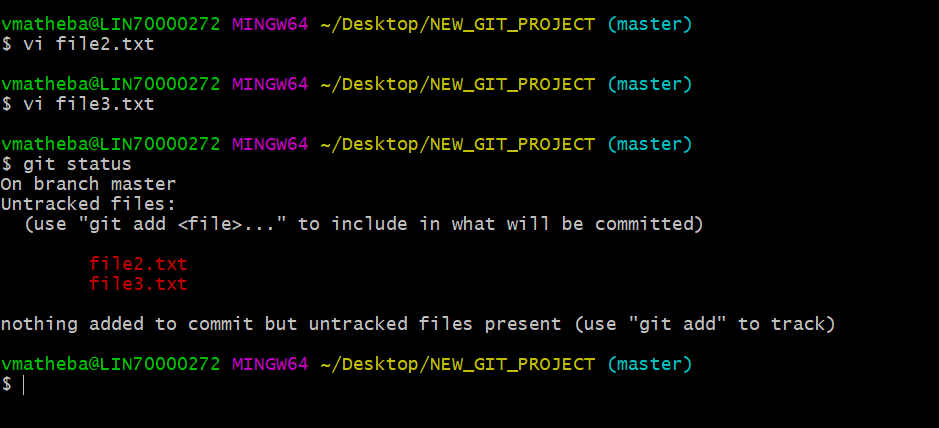 vmatheba@LIN70000272 MINGW64 ~/Desktop/NEW_GIT_PROJECT (master)
$ vi file2.txt
vmatheba@LIN70000272 MINGW64 ~/Desktop/NEW_GIT_PROJECT (master)
$ vi file3.txt
vmatheba@LIN70000272 MINGW64 ~/Desktop/NEW_GIT_PROJECT (master)
$ git status
On branch master
Untracked files:
  (use "git add <file>..." to include in what will be committed)
        file2.txt
        file3.txt
nothing added to commit but untracked files present (use "git add" to track)
vmatheba@LIN70000272 MINGW64 ~/Desktop/NEW_GIT_PROJECT (master)
$